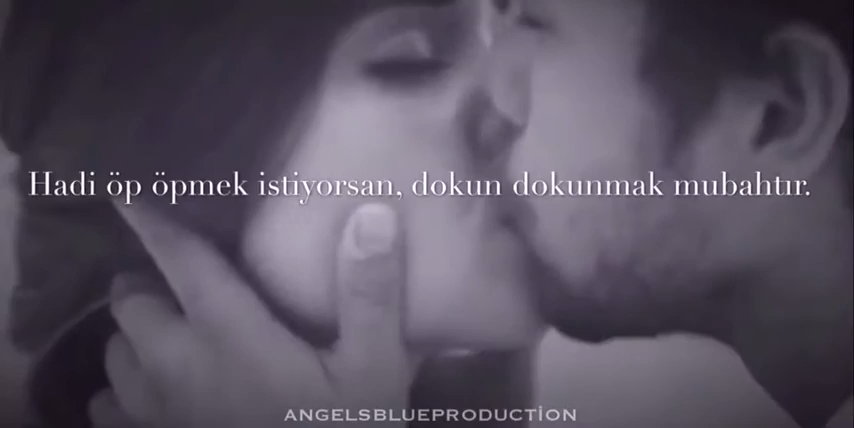 Hadi öp öpmek istiyorsan, dokun dokunmak mubahtır.
ANGELSBLUEPRODUCTİON